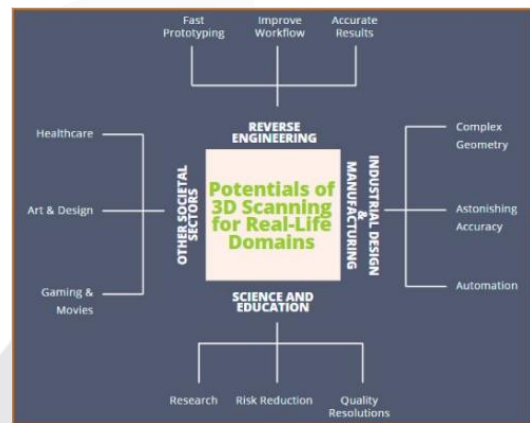 Fast
Prototyping
Improve
Workflow
Accurate
Results
REVERSE
ENGINEERING
Healthcare
Art & Design
Gaming &
Movies
OTHER SOCIETAL
SECTORS
Potentials of
3D Scanning
for Real-Life
Domains
INDUSTRIAL DESIGN
&
MANUFACTURING
Complex
Geometry
Astonishing
Accuracy
Automation
SCIENCE AND
EDUCATION
Research
Risk Reduction
Quality
Resolutions